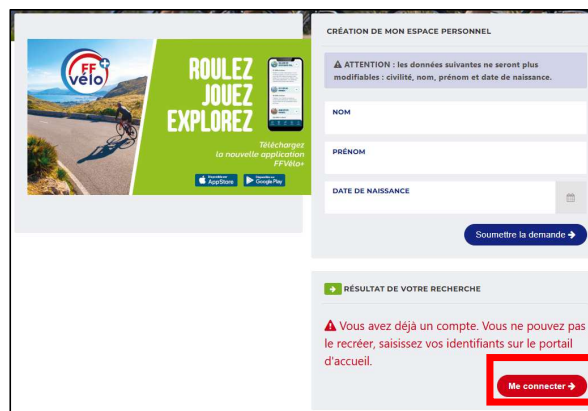 FF
vélo
ROULEZ
JOUEZ
EXPLOREZ
Téléchargez
la nouvelle application
FFVélo+
AppStore
Google Play
CRÉATION DE MON ESPACE PERSONNEL
ATTENTION : les données suivantes ne seront plus
modifiables : civilité, nom, prénom et date de naissance.
NOM
PRÉNOM
DATE DE NAISSANCE
Soumettre la demande
RÉSULTAT DE VOTRE RECHERCHE
Vous avez déjà un compte. Vous ne pouvez pas
le recréer, saisissez vos identifiants sur le portail
d'accueil.
Me connecter